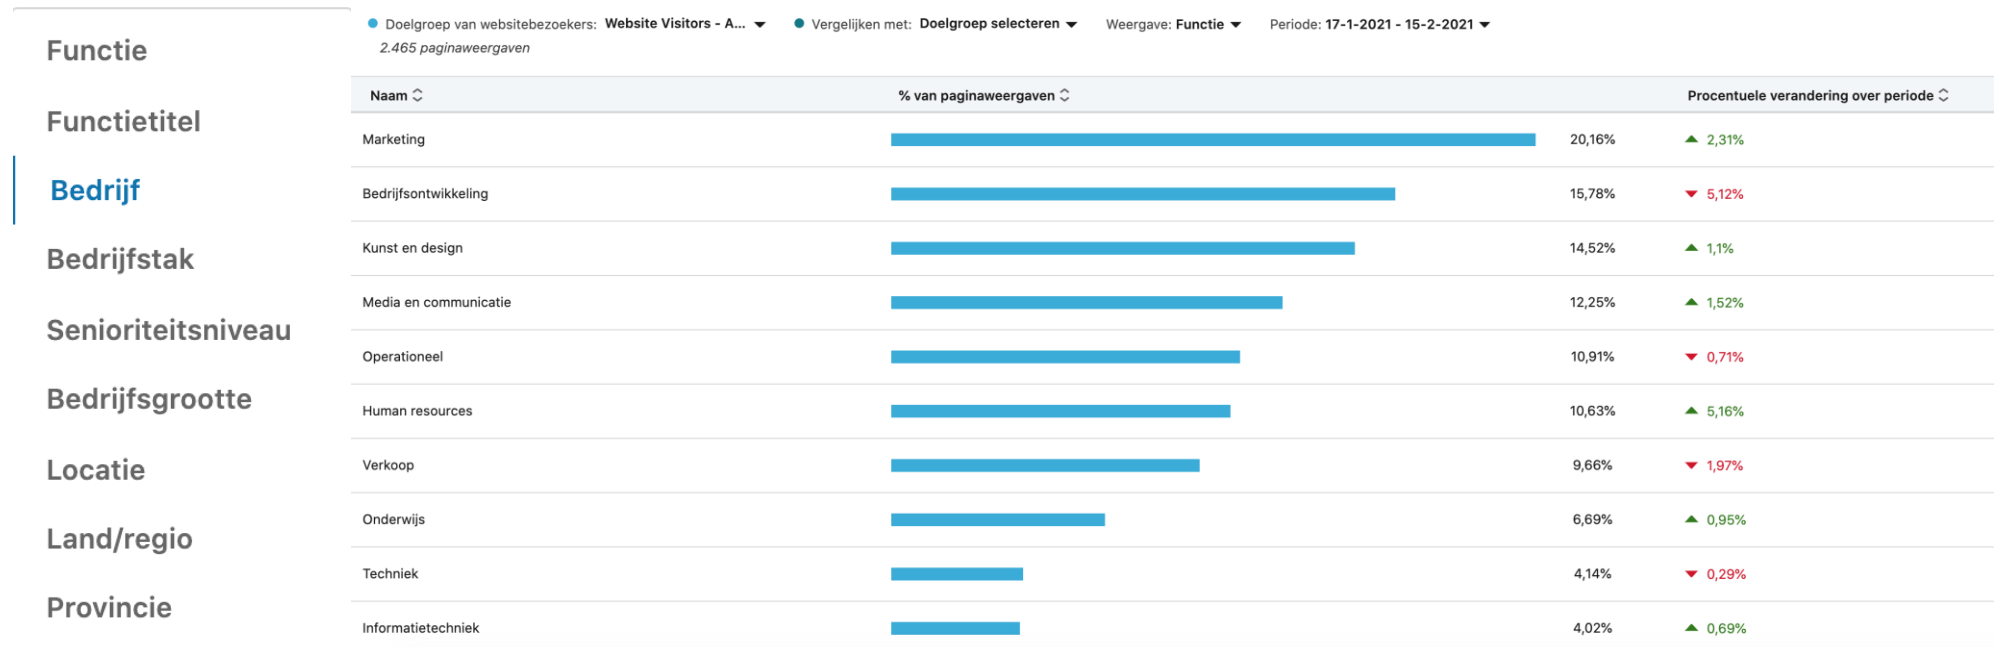 Functie
Functietitel
Bedrijf
Bedrijfstak
Senioriteitsniveau
Bedrijfsgrootte
Locatie
Land/regio
Provincie
Doelgroep van websitebezoekers: Website Visitors - A... Vergelijken met: Doelgroep selecteren Weergave: Functie Periode: 17-1-2021 - 15-2-2021
2.465 paginaweergaven
Naam % van paginaweergaven Procentuele verandering over periode
Marketing 20,16% 2,31%
Bedrijfsontwikkeling 15,78% 5,12%
Kunst en design 14,52% 1,1%
Media en communicatie 12,25% 1,52%
Operationeel 10,91% 0,71%
Human resources 10,63% 5,16%
Verkoop 9,66% 1,97%
Onderwijs 6,69% 0,95%
Techniek 4,14% 0,29%
Informatietechniek 4,02% 0,69%